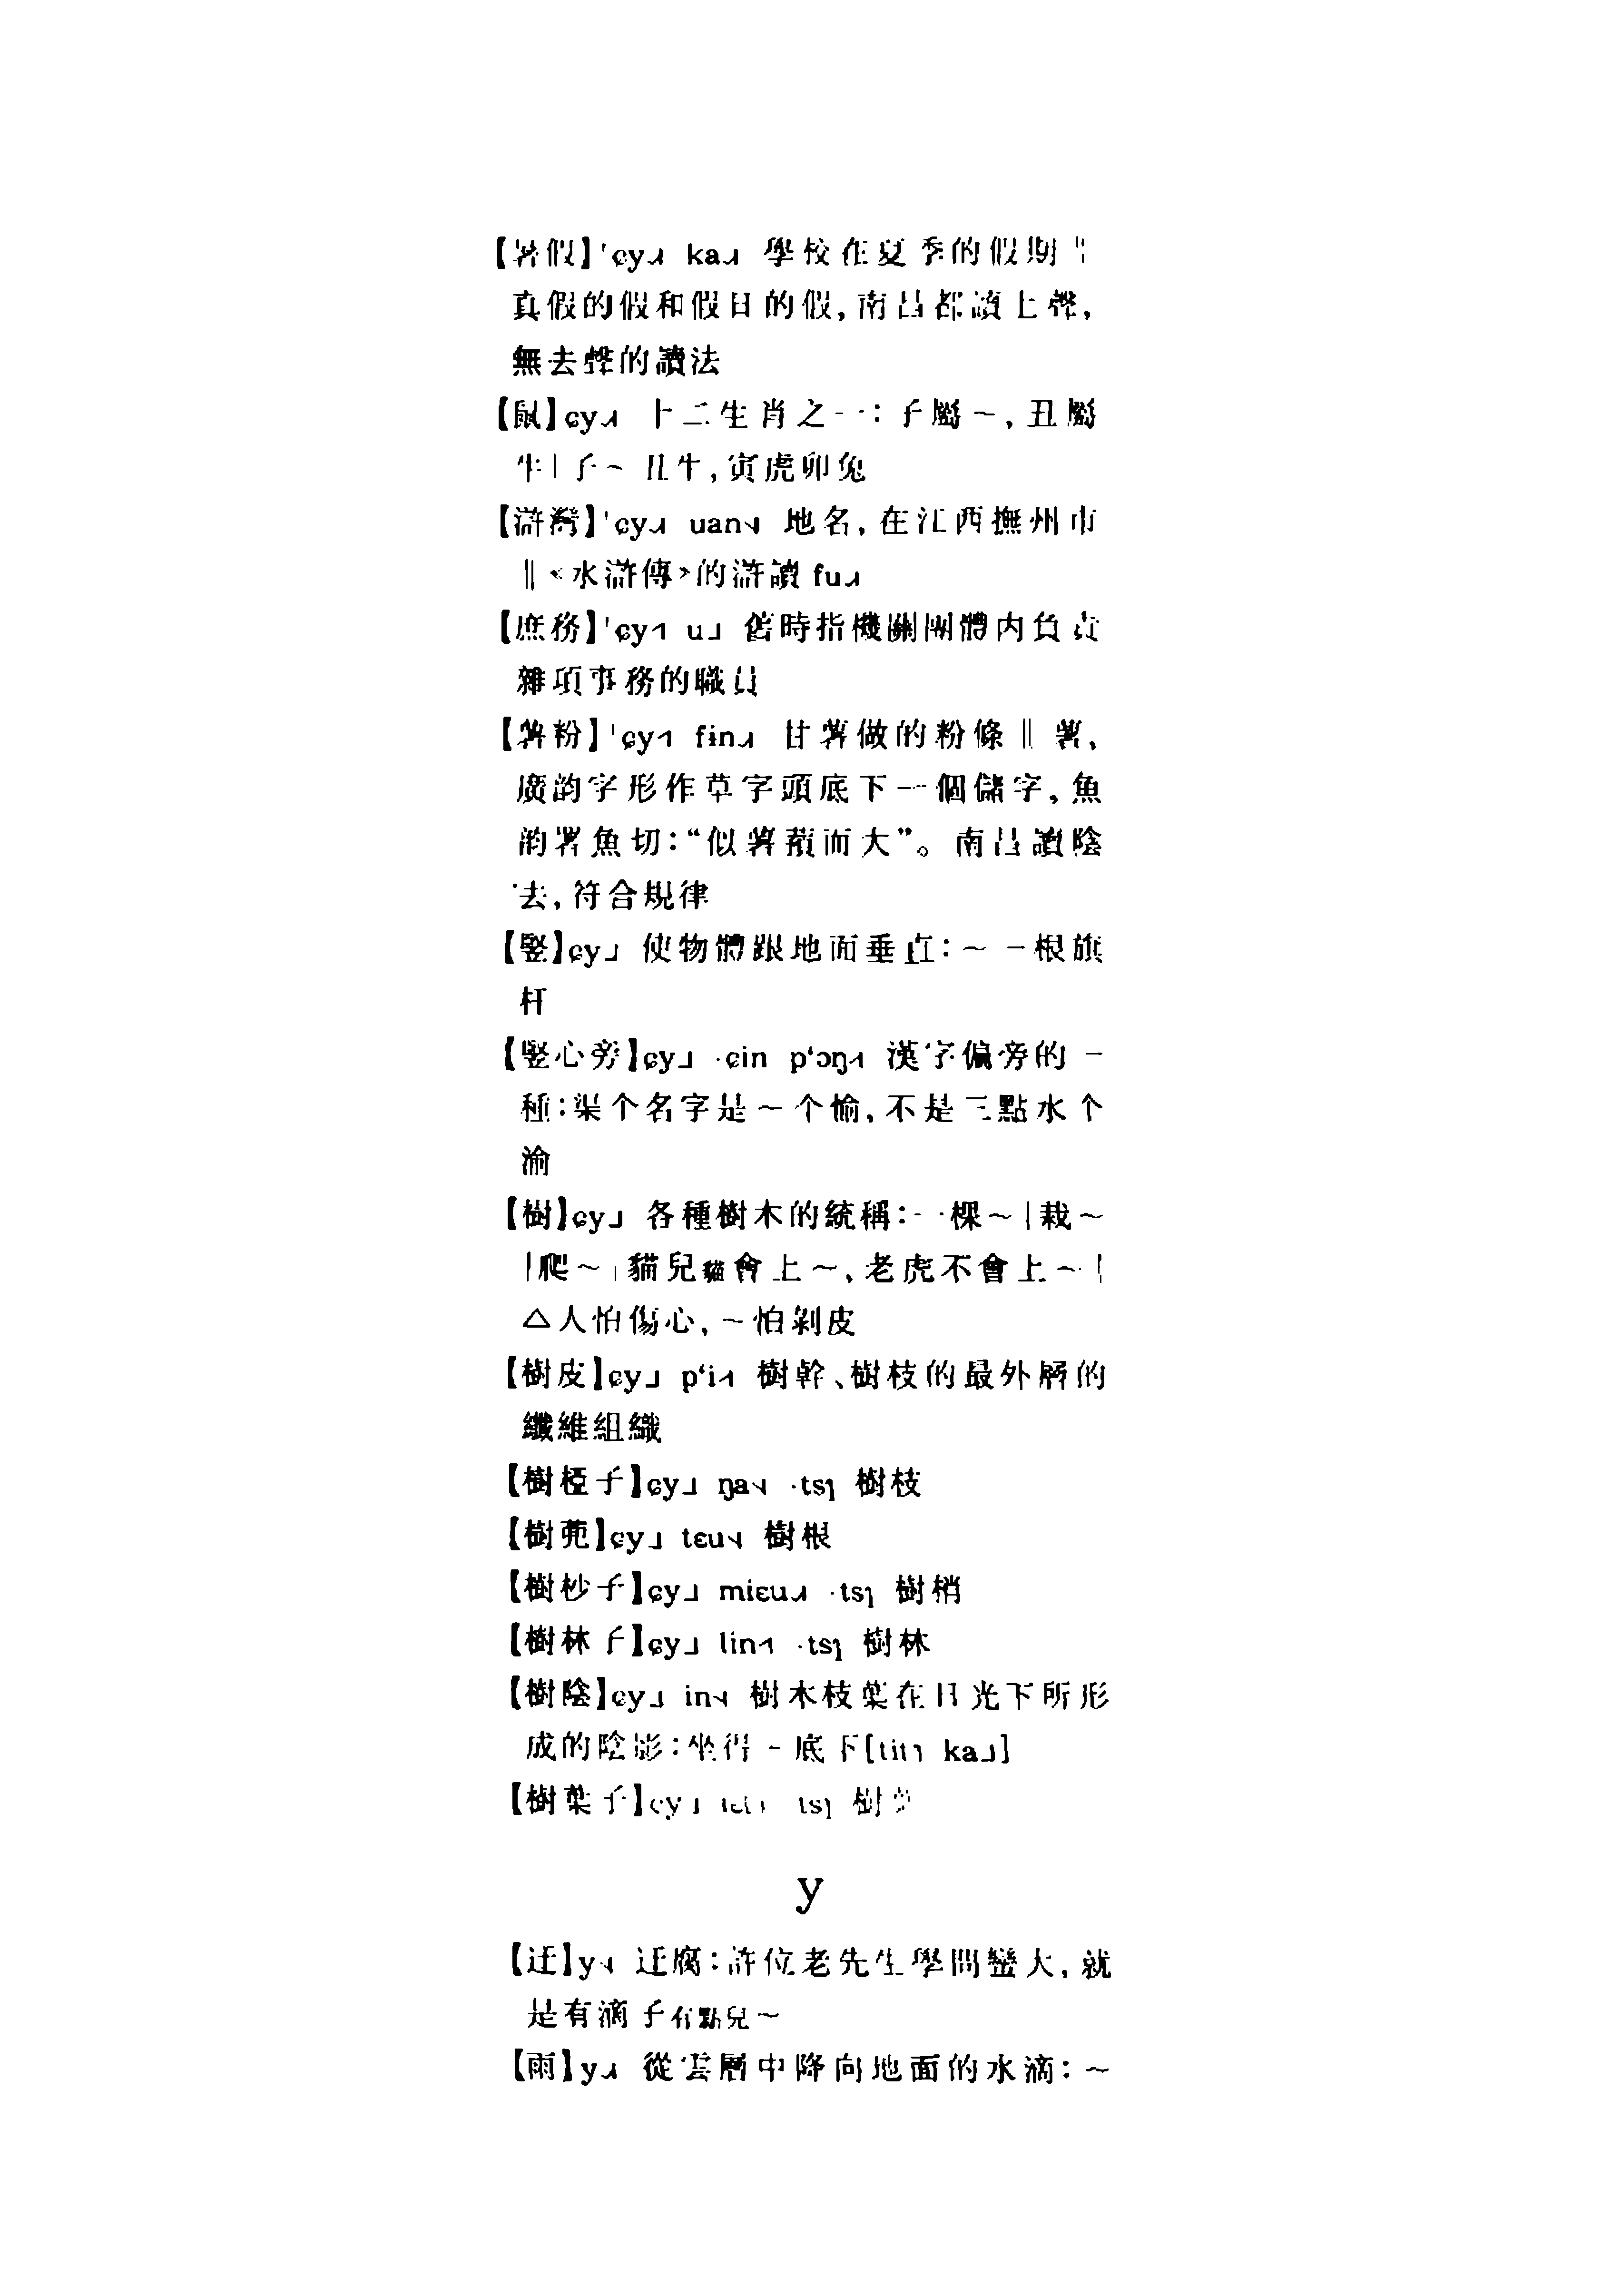 【暑假】ˈɕy˩˧ ka˩˧ 學校在夏季的假期 ‖
真假的假和假日的假,南昌都讀上聲,
無去聲的讀法
【鼠】ɕy˩˧ 十二生肖之一:子屬～,丑屬
牛|子～丑牛,寅虎卯兔
【滸灣】ˈɕy˩˧ uan˦˨ 地名,在江西撫州市
‖《水滸傳》的滸讀 fu˩˧
【庶務】ˈɕy˦˥ u˩ 舊時指機關團體内負責
雜項事務的職員
【薯粉】ˈɕy˦˥ fɨn˩˧ 甘薯做的粉條 ‖ 薯,
廣韵字形作草字頭底下一個儲字,魚
韵署魚切:“似薯蕷而大”。南昌讀陰
去,符合規律
【竪】ɕy˩ 使物體跟地面垂直:～一根旗
杆
【竪心旁】ɕy˩ ·ɕin pʻɔŋ˨˦ 漢字偏旁的一
種:渠个名字是～个愉,不是三點水个
渝
【樹】ɕy˩ 各種樹木的統稱:一棵～|栽～
|爬～|貓兒貓會上～,老虎不會上～|
△人怕傷心,～怕剥皮
【樹皮】ɕy˩ pʻi˨˦ 樹幹、樹枝的最外層的
纖維組織
【樹椏子】ɕy˩ ŋa˦˨ ·tsɿ 樹枝
【樹蔸】ɕy˩ tɛu˦˨ 樹根
【樹杪子】ɕy˩ miɛu˩˧ ·tsɿ 樹梢
【樹林子】ɕy˩ lin˦˥ ·tsɿ 樹林
【樹陰】ɕy˩ in˦˨ 樹木枝葉在日光下所形
成的陰影:坐得～底下[tit˥ ka˩]
【樹葉子】ɕy˩ tsɿ 樹葉
y
【迂】y˦˨ 迂腐:許位老先生學問蠻大,就
是有滴子有點兒～
【雨】y˩˧ 從雲層中降向地面的水滴:～